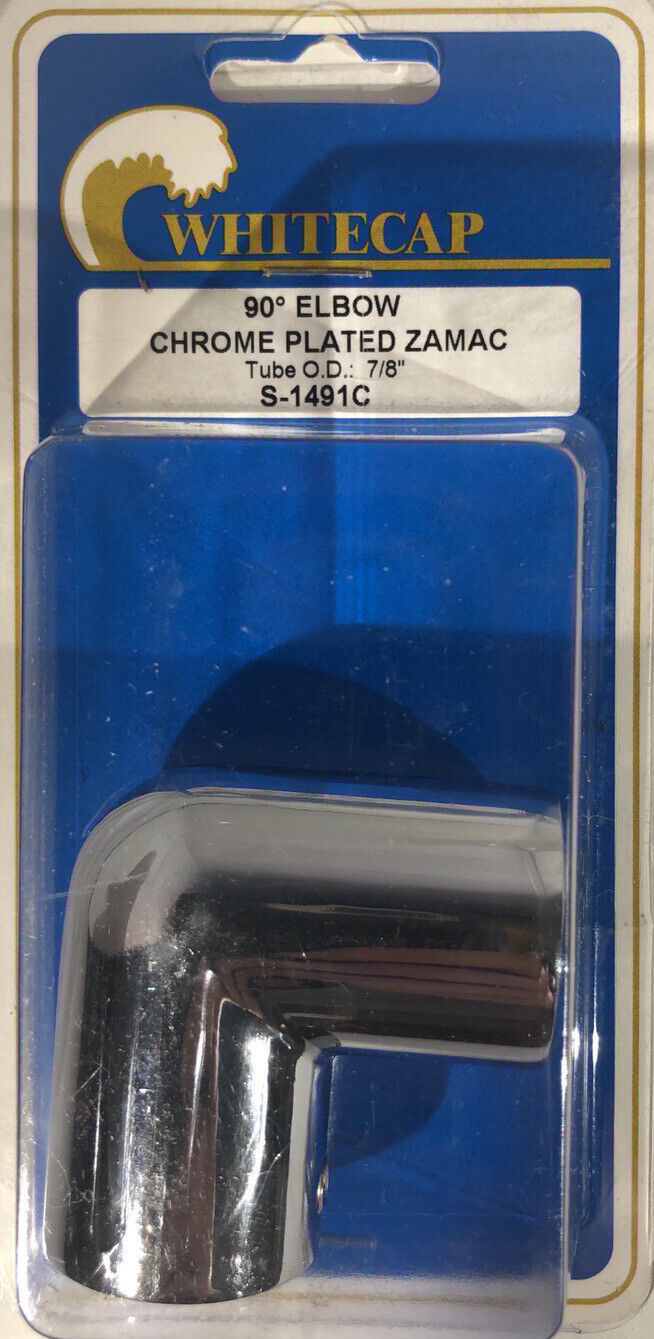 WHITECAP
90° ELBOW
CHROME PLATED ZAMAC
Tube O.D.: 7/8"
S-1491C